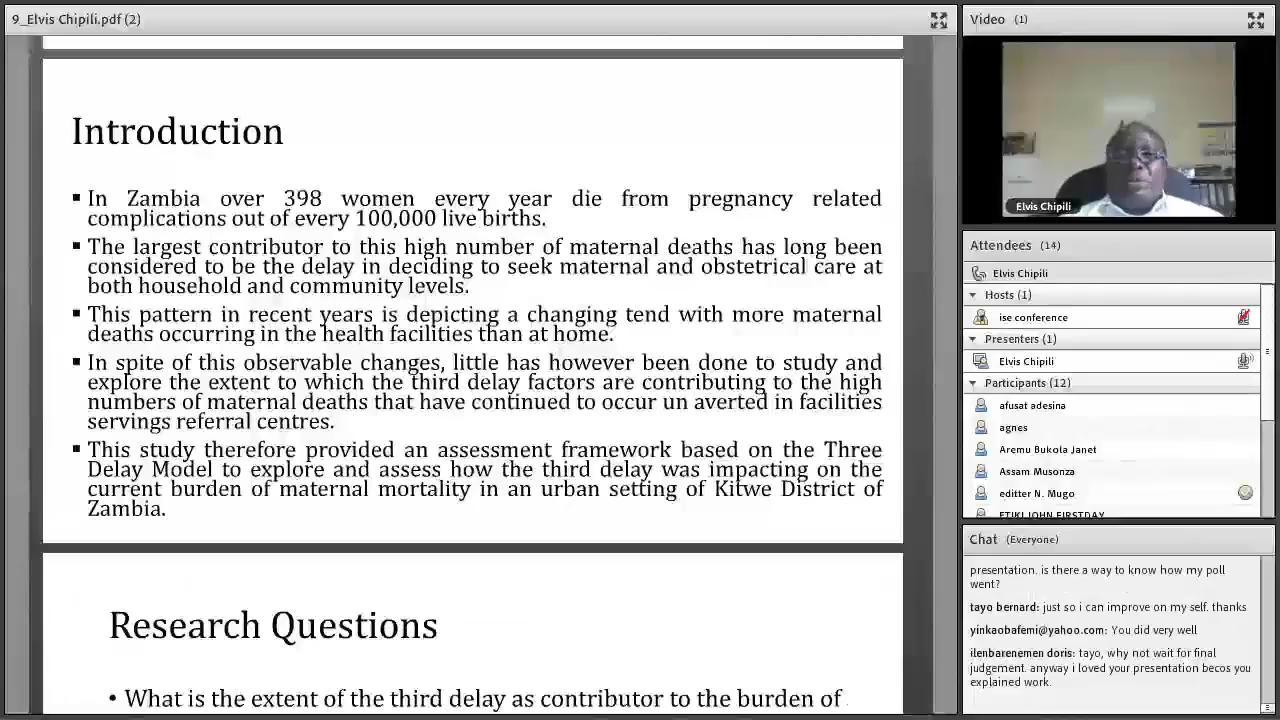 9_Elvis Chipili.pdf (2)
Introduction
▪ In Zambia over 398 women every year die from pregnancy related
complications out of every 100,000 live births.
▪ The largest contributor to this high number of maternal deaths has long been
considered to be the delay in deciding to seek maternal and obstetrical care at
both household and community levels.
▪ This pattern in recent years is depicting a changing tend with more maternal
deaths occurring in the health facilities than at home.
▪ In spite of this observable changes, little has however been done to study and
explore the extent to which the third delay factors are contributing to the high
numbers of maternal deaths that have continued to occur un averted in facilities
servings referral centres.
▪ This study therefore provided an assessment framework based on the Three
Delay Model to explore and assess how the third delay was impacting on the
current burden of maternal mortality in an urban setting of Kitwe District of
Zambia.
Research Questions
• What is the extent of the third delay as contributor to the burden of
Video (1)
Elvis Chipili
Attendees (14)
Elvis Chipili
Hosts (1)
ise conference
Presenters (1)
Elvis Chipili
Participants (12)
afusat adesina
agnes
Aremu Bukola Janet
Assam Musonza
editter N. Mugo
ETIKI JOHN FIRSTDAY
Chat (Everyone)
presentation. is there a way to know how my poll
went?
tayo bernard: just so i can improve on my self. thanks
yinkaobafemi@yahoo.com: You did very well
ilenbarenemen doris: tayo, why not wait for final
judgement. anyway i loved your presentation becos you
explained work.